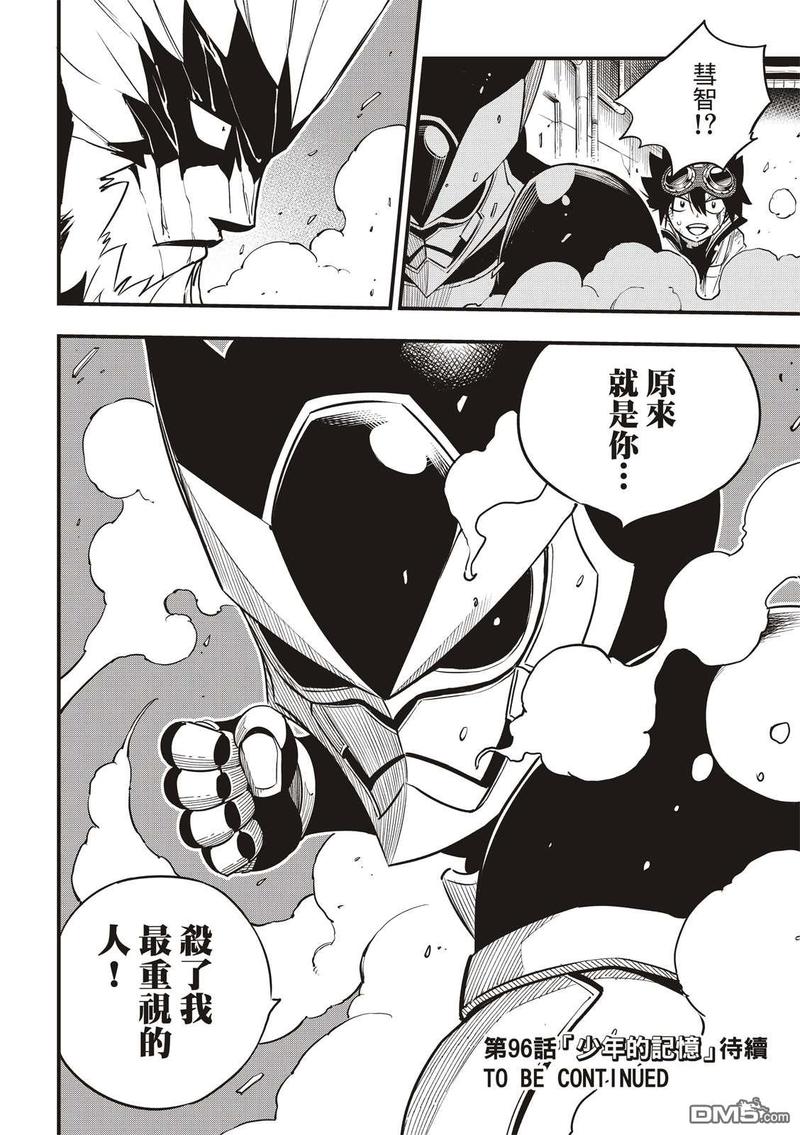 彗智!?
原來
就是你…
殺了我
最重視的
人！
第96話「少年的記憶」待續
TO BE CONTINUED
DM5.com